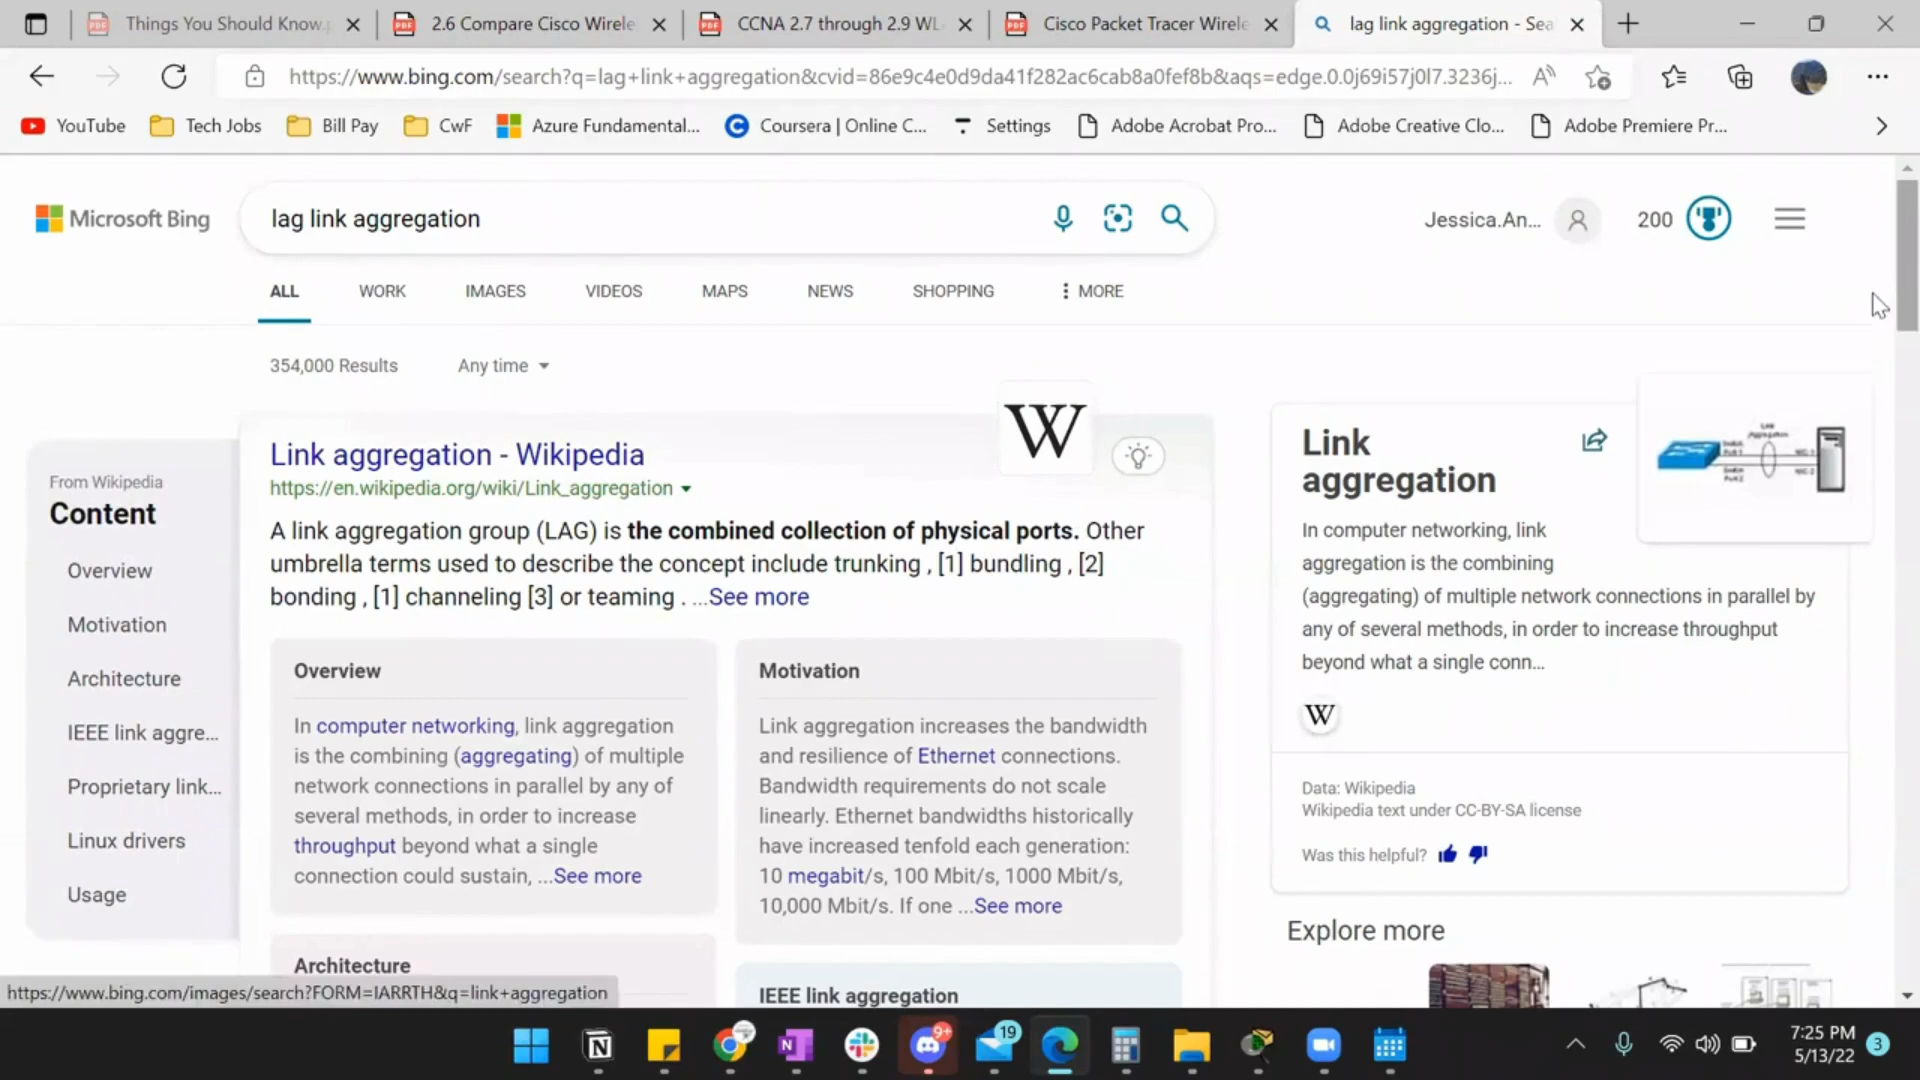 Things You Should Know.
2.6 Compare Cisco Wirele
CCNA 2.7 through 2.9 WL
Cisco Packet Tracer Wirele
lag link aggregation - Sea
https://www.bing.com/search?q=lag+link+aggregation&cvid=86e9c4e0d9da41f282ac6cab8a0fef8b&aqs=edge.0.0j69i57j0l7.3236j...
YouTube
Tech Jobs
Bill Pay
CwF
Azure Fundamental...
Coursera | Online C...
Settings
Adobe Acrobat Pro...
Adobe Creative Clo...
Adobe Premiere Pr...
Microsoft Bing
lag link aggregation
Jessica.An...
200
ALL
WORK
IMAGES
VIDEOS
MAPS
NEWS
SHOPPING
MORE
354,000 Results
Any time
From Wikipedia
Content
Overview
Motivation
Architecture
IEEE link aggre...
Proprietary link...
Linux drivers
Usage
Link aggregation - Wikipedia
https://en.wikipedia.org/wiki/Link_aggregation
W
A link aggregation group (LAG) is the combined collection of physical ports. Other
umbrella terms used to describe the concept include trunking , [1] bundling , [2]
bonding , [1] channeling [3] or teaming . ...See more
Overview
In computer networking, link aggregation
is the combining (aggregating) of multiple
network connections in parallel by any of
several methods, in order to increase
throughput beyond what a single
connection could sustain, ...See more
Motivation
Link aggregation increases the bandwidth
and resilience of Ethernet connections.
Bandwidth requirements do not scale
linearly. Ethernet bandwidths historically
have increased tenfold each generation:
10 megabit/s, 100 Mbit/s, 1000 Mbit/s,
10,000 Mbit/s. If one ...See more
Architecture
IEEE link aggregation
Link
aggregation
In computer networking, link
aggregation is the combining
(aggregating) of multiple network connections in parallel by
any of several methods, in order to increase throughput
beyond what a single conn...
W
Data: Wikipedia
Wikipedia text under CC-BY-SA license
Was this helpful?
Explore more
https://www.bing.com/images/search?FORM=IARRTH&q=link+aggregation
9+
19
7:25 PM
5/13/22
3